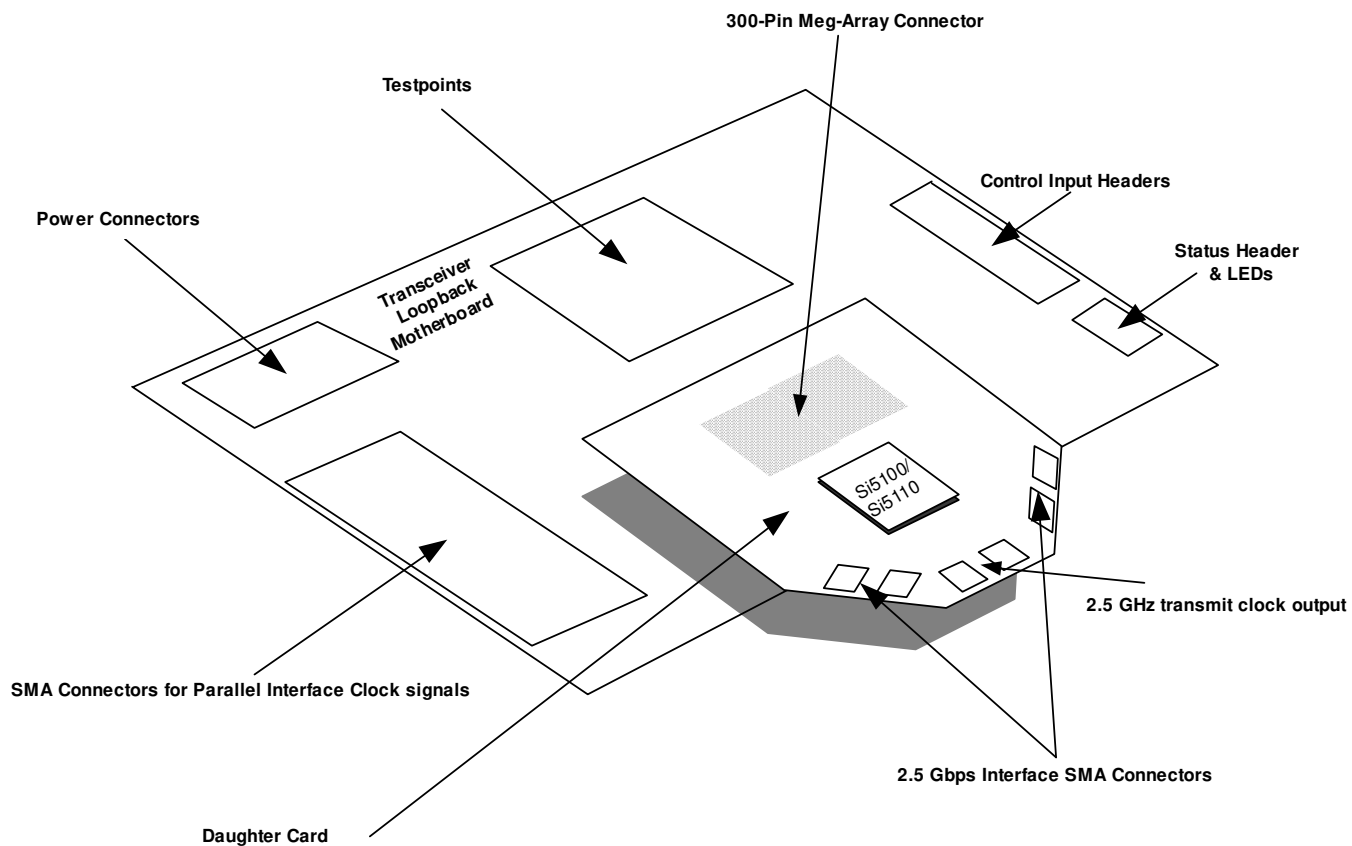 300-Pin Meg-Array Connector
Testpoints
Control Input Headers
Power Connectors
Status Header
& LEDs
Transceiver
Loopback
Motherboard
Si5100/
Si5110
2.5 GHz transmit clock output
SMA Connectors for Parallel Interface Clock signals
2.5 Gbps Interface SMA Connectors
Daughter Card